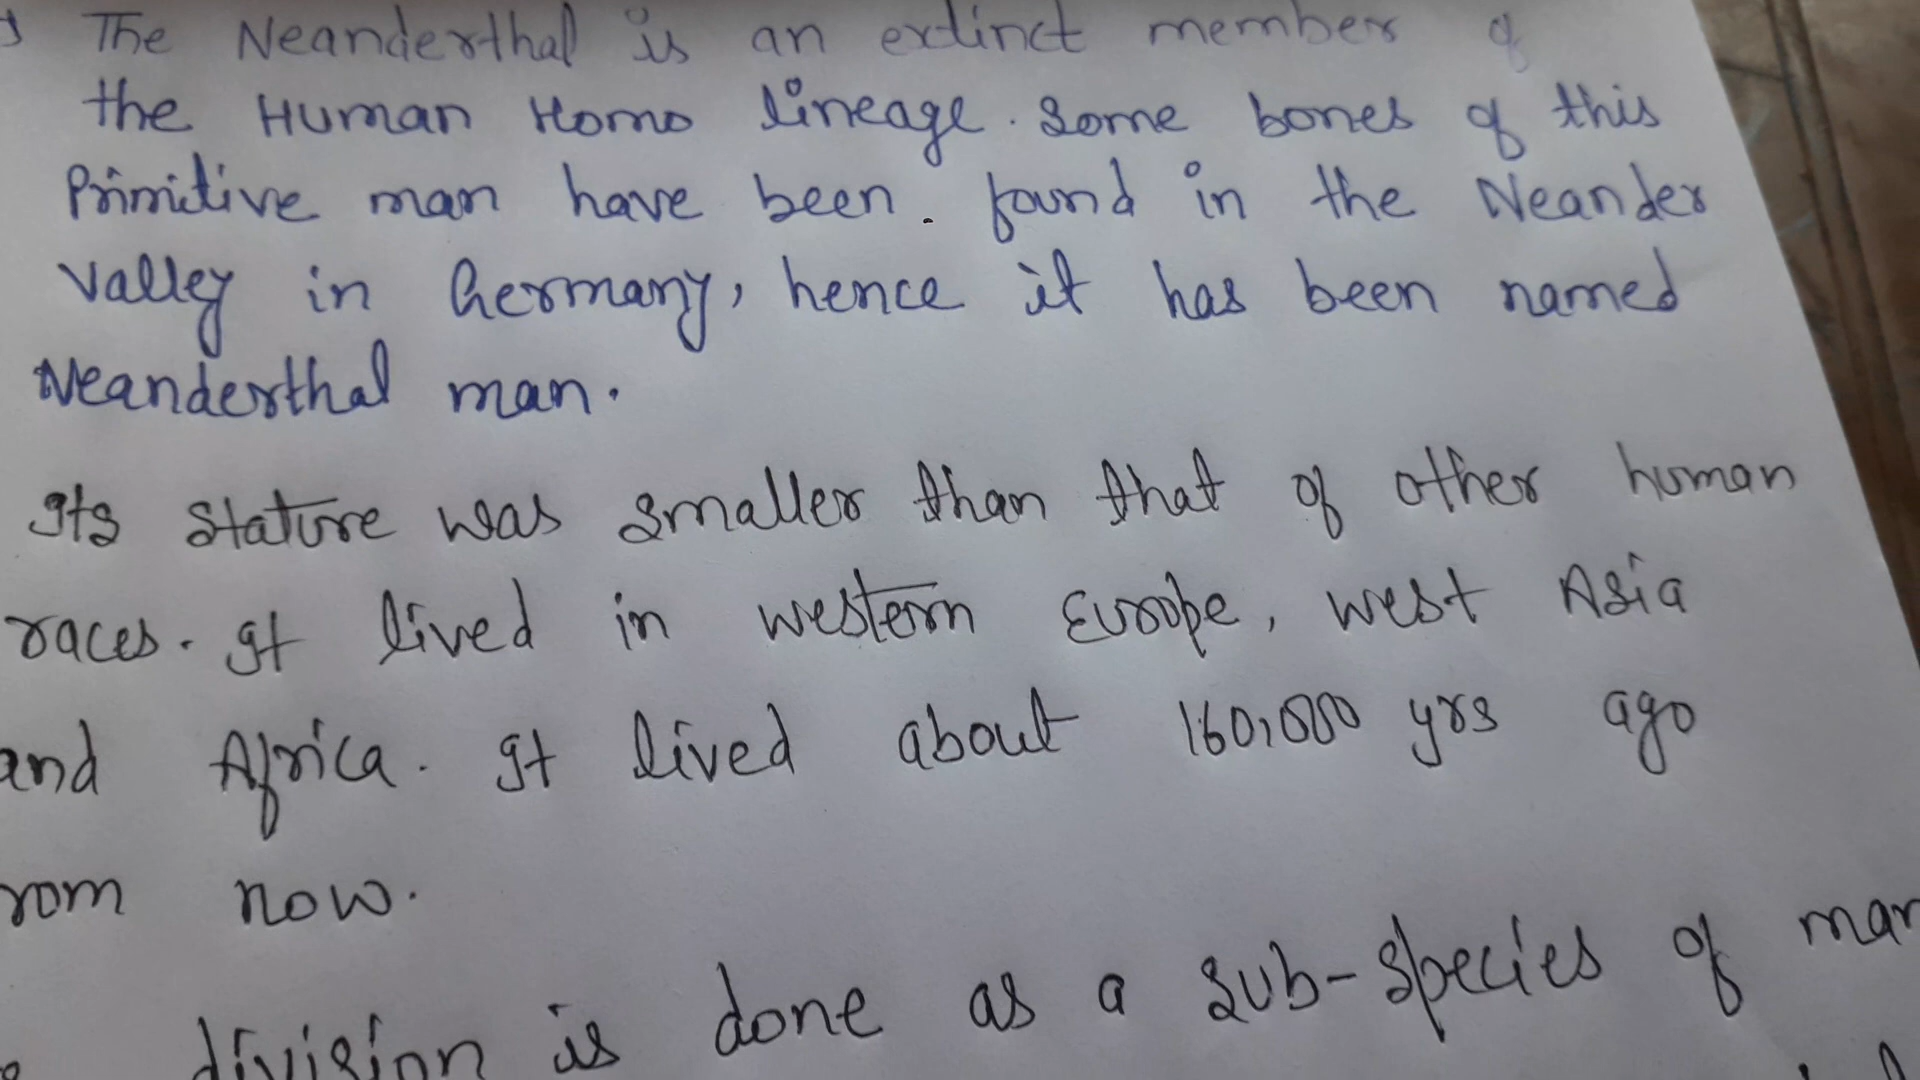 The Neanderthal is an extinct member of
the Human Homo lineage. Some bones of this
Primitive man have been. found in the Neander
Valley in Germany, hence it has been named
Neanderthal man.
Its stature was smaller than that of other human
races. It lived in western Europe, west Asia
and Africa. It lived about 160,000 yrs ago
rom now.
division is done as a sub-species of man